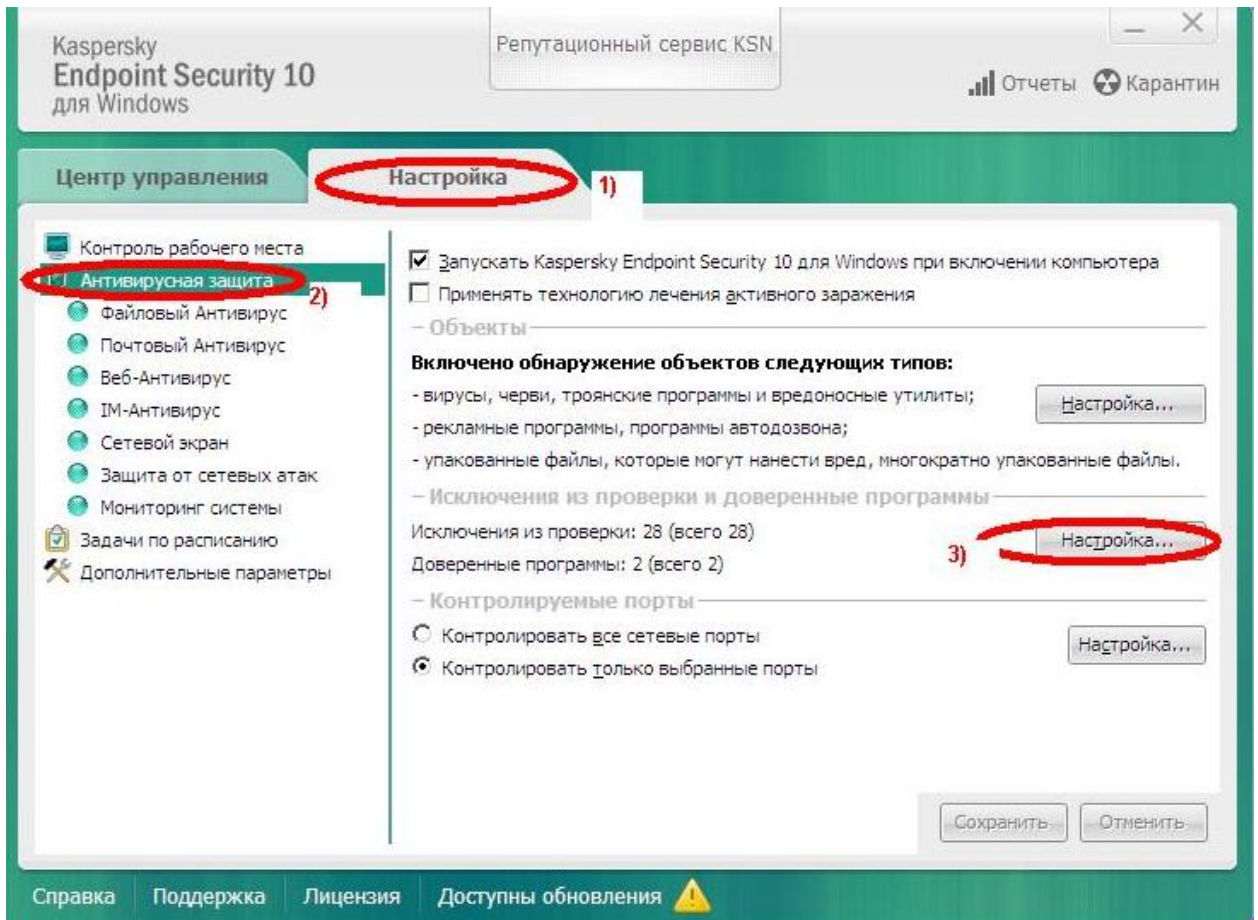 Kaspersky
Endpoint Security 10
для Windows
Репутационный сервис KSN
Отчеты Карантин
Центр управления Настройка 1)
Контроль рабочего места
Антивирусная защита 2)
Файловый Антивирус
Почтовый Антивирус
Веб-Антивирус
IM-Антивирус
Сетевой экран
Защита от сетевых атак
Мониторинг системы
Задачи по расписанию
Дополнительные параметры
Запускать Kaspersky Endpoint Security 10 для Windows при включении компьютера
Применять технологию лечения активного заражения
Объекты
Включено обнаружение объектов следующих типов:
- вирусы, черви, троянские программы и вредоносные утилиты;
Настройка...
- рекламные программы, программы автодозвона;
- упакованные файлы, которые могут нанести вред, многократно упакованные файлы.
Исключения из проверки и доверенные программы
Исключения из проверки: 28 (всего 28)
3) Настройка...
Доверенные программы: 2 (всего 2)
Контролируемые порты
Контролировать все сетевые порты
Настройка...
Контролировать только выбранные порты
Сохранить Отменить
Справка Поддержка Лицензия Доступны обновления